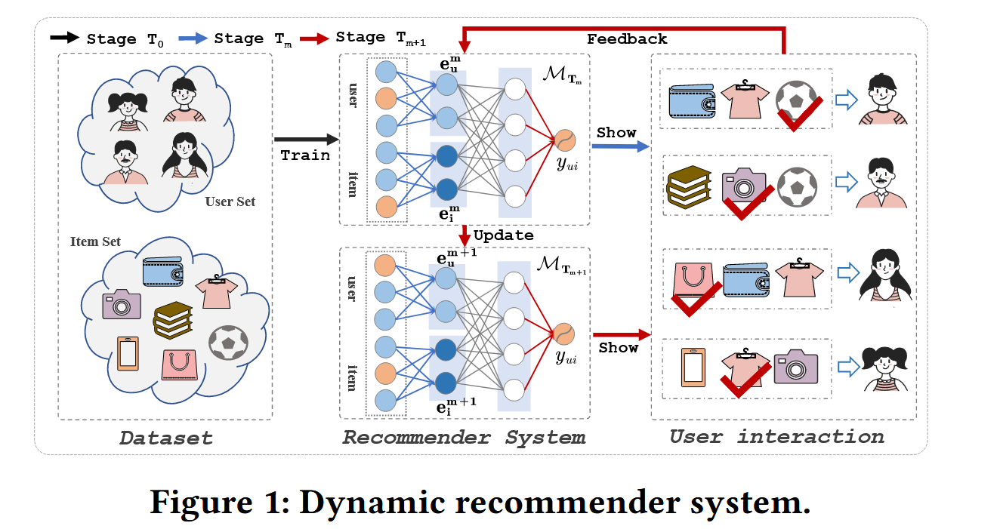 Stage T0 Stage Tm Stage Tm+1
Feedback
User Set
Item Set
Dataset
Train
user
item
e_u^m
e_i^m
M_Tm
y_ui
Update
user
item
e_u^m+1
e_i^m+1
M_Tm+1
y_ui
Recommender System
Show
Show
User interaction
Figure 1: Dynamic recommender system.